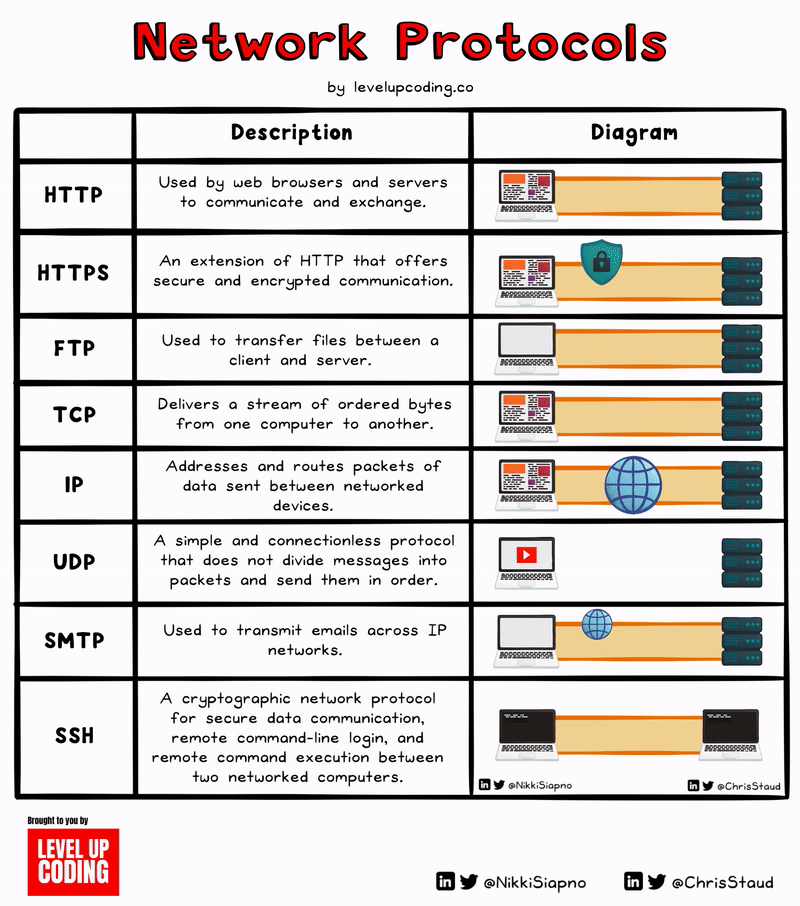 Network Protocols
by levelupcoding.co
Description
Diagram
HTTP
Used by web browsers and servers
to communicate and exchange.
HTTPS
An extension of HTTP that offers
secure and encrypted communication.
FTP
Used to transfer files between a
client and server.
TCP
Delivers a stream of ordered bytes
from one computer to another.
IP
Addresses and routes packets of
data sent between networked
devices.
UDP
A simple and connectionless protocol
that does not divide messages into
packets and send them in order.
SMTP
Used to transmit emails across IP
networks.
SSH
A cryptographic network protocol
for secure data communication,
remote command-line login, and
remote command execution between
two networked computers.
in @NikkiSiapno
in @ChrisStaud
Brought to you by
LEVEL UP
CODING
in @NikkiSiapno
in @ChrisStaud